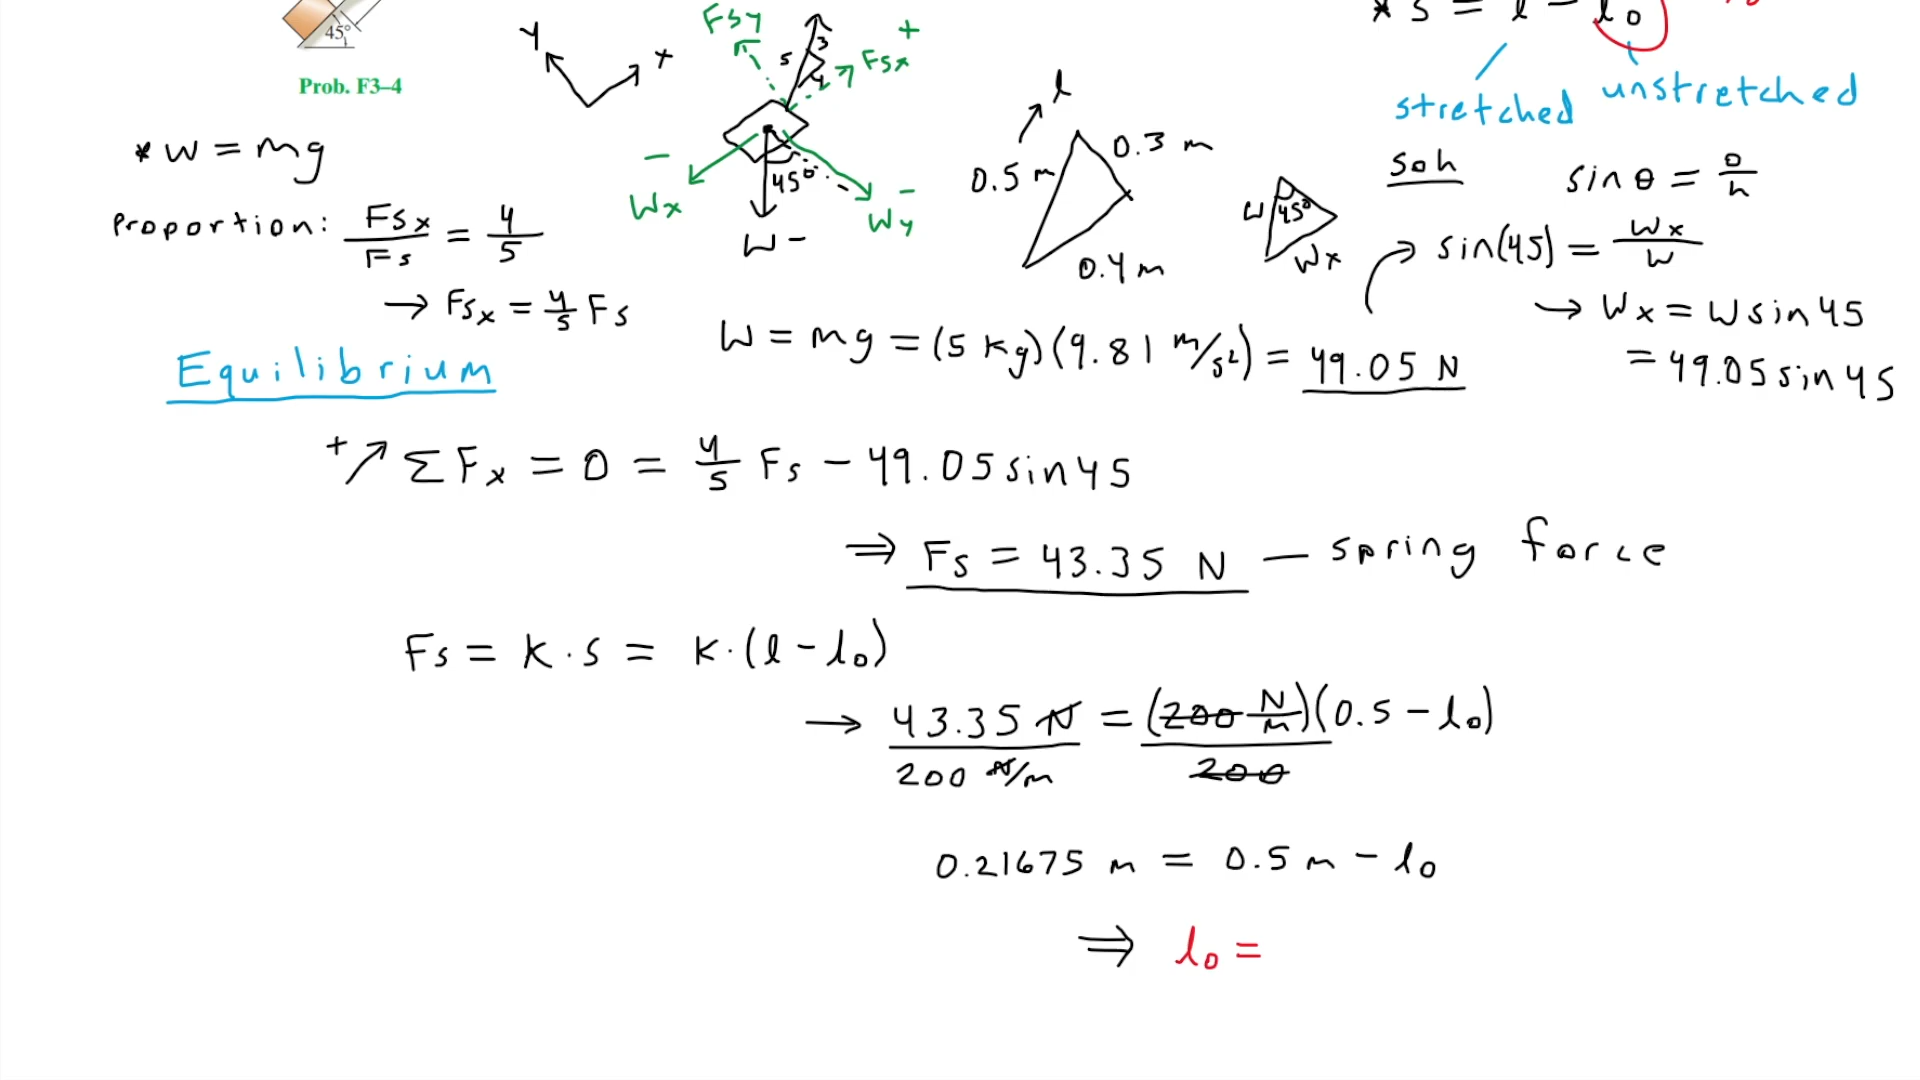 * s = l - l₀
45°
Prob. F3–4
y x
Fsy +
5 3 4
Fsx
stretched unstretched
* W = mg
- Wx
45°
W -
- Wy
l
0.5 m 0.3 m
0.4 m
W 45° Wx
soh sin θ = o/h
Proportion: Fsx/Fs = 4/5
sin(45) = Wx/W
→ Fsx = 4/5 Fs
→ Wx = W sin 45
W = mg = (5 kg)(9.81 m/s²) = 49.05 N
= 49.05 sin 45
Equilibrium
+↗ ΣFx = 0 = 4/5 Fs - 49.05 sin 45
⇒ Fs = 43.35 N — spring force
Fs = k·s = k·(l - l₀)
→ 43.35 N = (200 N/m)(0.5 - l₀)
200 N/m 200
0.21675 m = 0.5 m - l₀
⇒ l₀ =